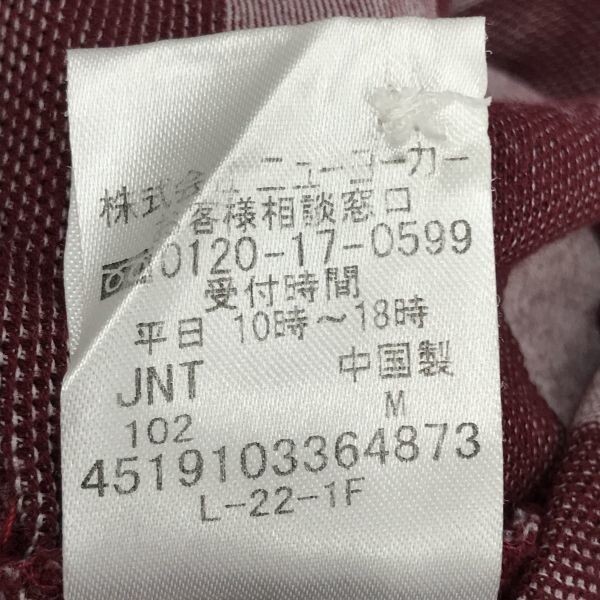 株式会社ニューヨーカー
お客様相談窓口
0120-17-0599
受付時間
平日 10時～18時
JNT 中国製
102 M
4519103364873
L-22-1F